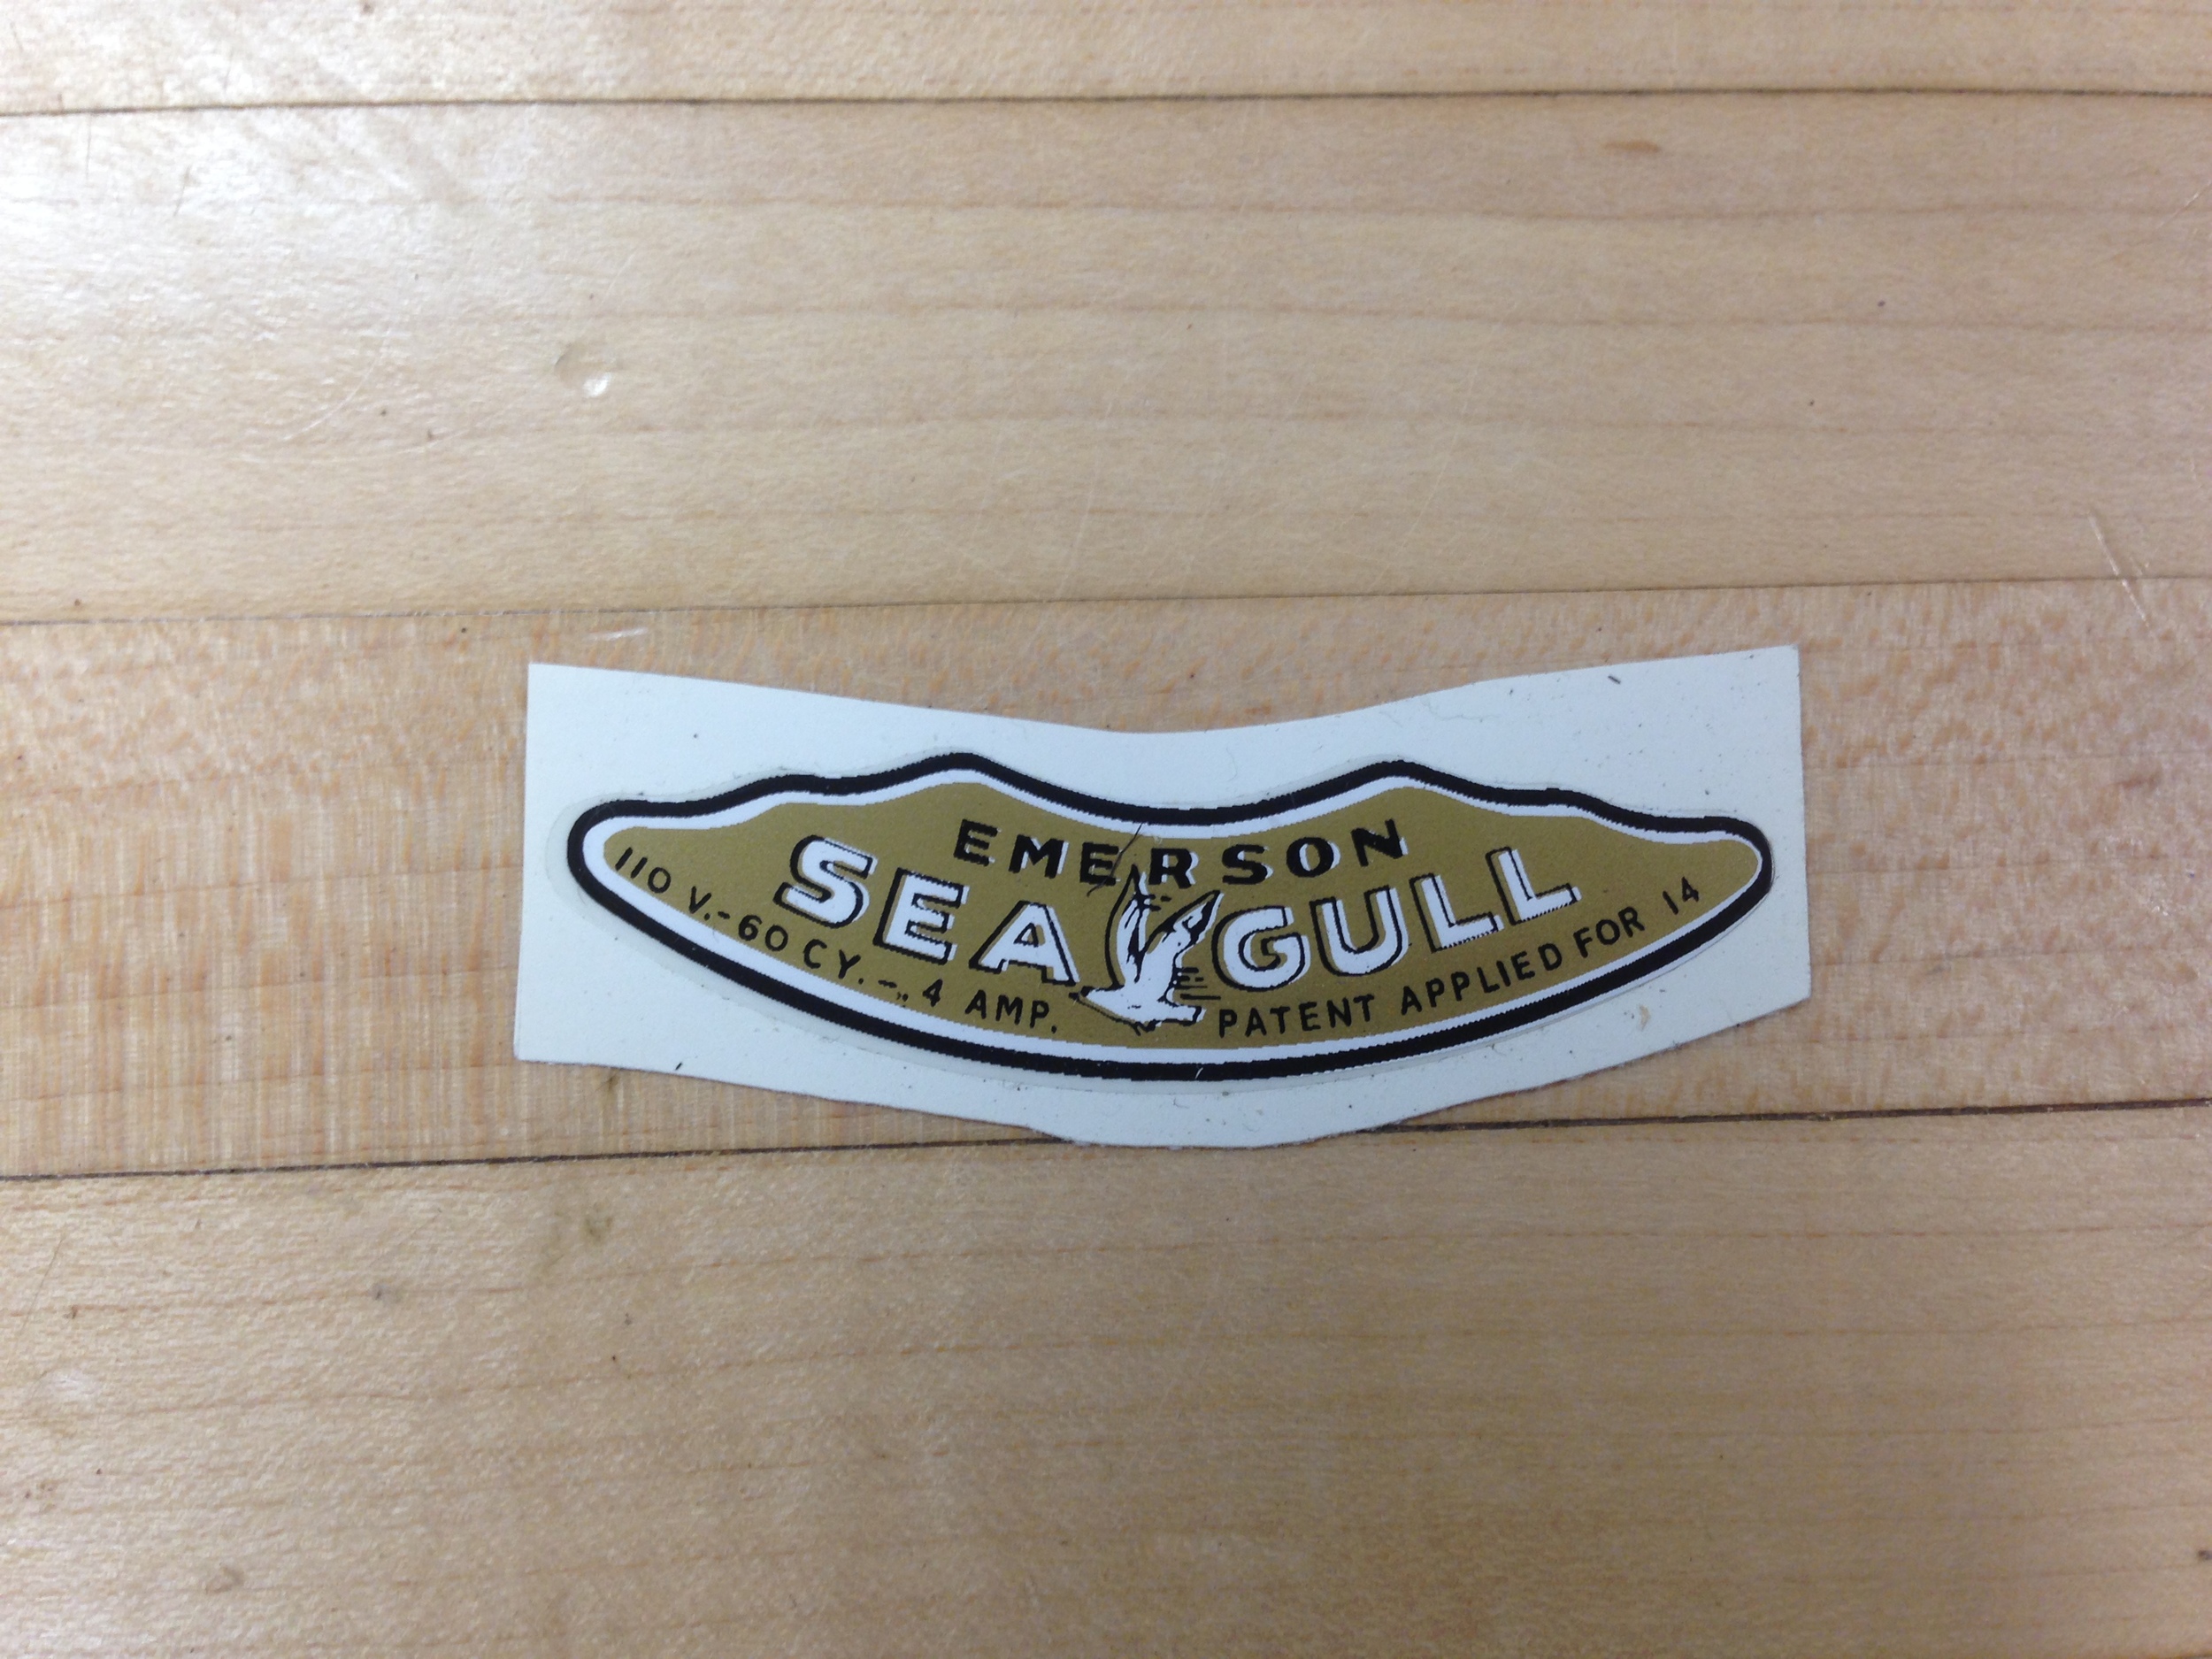 EMERSON
SEA GULL
110 V.-60 CY.-.4 AMP. PATENT APPLIED FOR 14